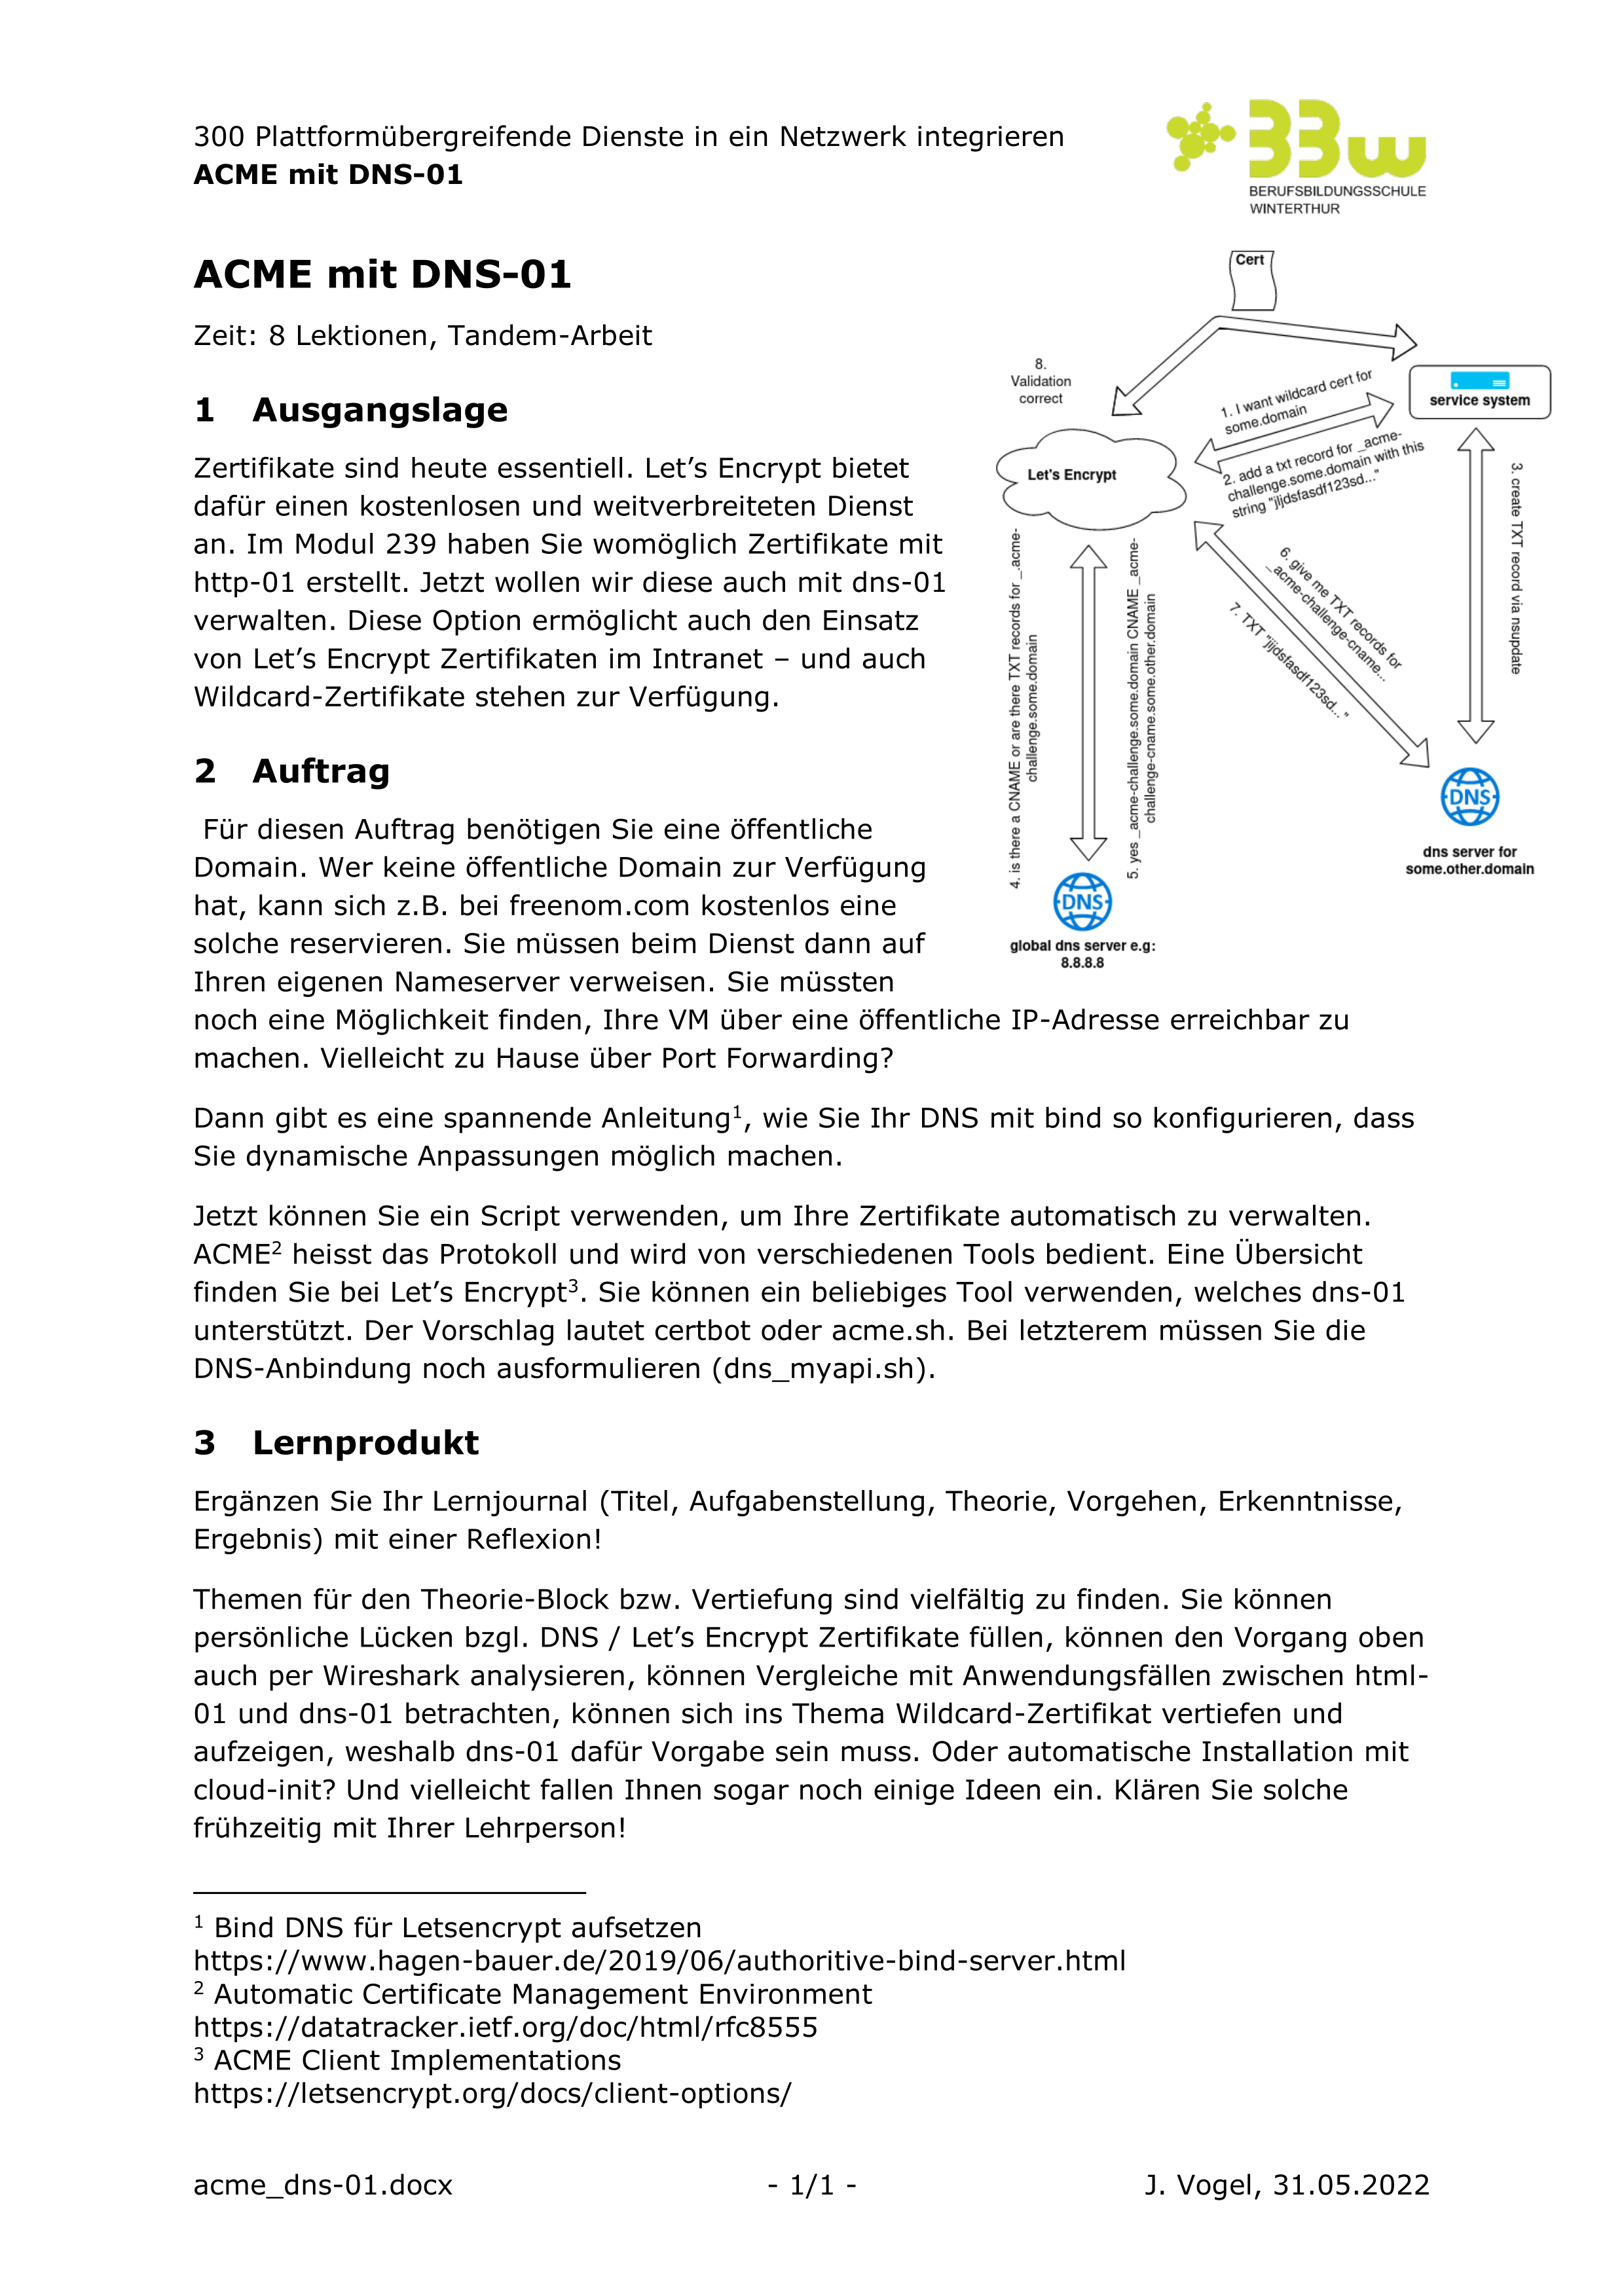 300 Plattformübergreifende Dienste in ein Netzwerk integrieren
ACME mit DNS-01
BERUFSBILDUNGSSCHULE
WINTERTHUR
ACME mit DNS-01
Zeit: 8 Lektionen, Tandem-Arbeit
1 Ausgangslage
Zertifikate sind heute essentiell. Let’s Encrypt bietet
dafür einen kostenlosen und weitverbreiteten Dienst
an. Im Modul 239 haben Sie womöglich Zertifikate mit
http-01 erstellt. Jetzt wollen wir diese auch mit dns-01
verwalten. Diese Option ermöglicht auch den Einsatz
von Let’s Encrypt Zertifikaten im Intranet – und auch
Wildcard-Zertifikate stehen zur Verfügung.
Cert
8.
Validation
correct
service system
1. I want wildcard cert for
some.domain
2. add a txt record for _acme-
challenge.some.domain with this
string "jljdsfasdf123sd..."
Let's Encrypt
3. create TXT record via nsupdate
4. is there a CNAME or are there TXT records for _acme-
challenge.some.domain
5. yes _acme-challenge.some.domain CNAME _acme-
challenge-cname.some.other.domain
6. give me TXT records for
_acme-challenge-cname...
7. TXT "jljdsfasdf123sd..."
DNS
dns server for
some.other.domain
DNS
global dns server e.g:
8.8.8.8
2 Auftrag
Für diesen Auftrag benötigen Sie eine öffentliche
Domain. Wer keine öffentliche Domain zur Verfügung
hat, kann sich z.B. bei freenom.com kostenlos eine
solche reservieren. Sie müssen beim Dienst dann auf
Ihren eigenen Nameserver verweisen. Sie müssten
noch eine Möglichkeit finden, Ihre VM über eine öffentliche IP-Adresse erreichbar zu
machen. Vielleicht zu Hause über Port Forwarding?
Dann gibt es eine spannende Anleitung1, wie Sie Ihr DNS mit bind so konfigurieren, dass
Sie dynamische Anpassungen möglich machen.
Jetzt können Sie ein Script verwenden, um Ihre Zertifikate automatisch zu verwalten.
ACME2 heisst das Protokoll und wird von verschiedenen Tools bedient. Eine Übersicht
finden Sie bei Let’s Encrypt3. Sie können ein beliebiges Tool verwenden, welches dns-01
unterstützt. Der Vorschlag lautet certbot oder acme.sh. Bei letzterem müssen Sie die
DNS-Anbindung noch ausformulieren (dns_myapi.sh).
3 Lernprodukt
Ergänzen Sie Ihr Lernjournal (Titel, Aufgabenstellung, Theorie, Vorgehen, Erkenntnisse,
Ergebnis) mit einer Reflexion!
Themen für den Theorie-Block bzw. Vertiefung sind vielfältig zu finden. Sie können
persönliche Lücken bzgl. DNS / Let’s Encrypt Zertifikate füllen, können den Vorgang oben
auch per Wireshark analysieren, können Vergleiche mit Anwendungsfällen zwischen html-
01 und dns-01 betrachten, können sich ins Thema Wildcard-Zertifikat vertiefen und
aufzeigen, weshalb dns-01 dafür Vorgabe sein muss. Oder automatische Installation mit
cloud-init? Und vielleicht fallen Ihnen sogar noch einige Ideen ein. Klären Sie solche
frühzeitig mit Ihrer Lehrperson!
1 Bind DNS für Letsencrypt aufsetzen
https://www.hagen-bauer.de/2019/06/authoritive-bind-server.html
2 Automatic Certificate Management Environment
https://datatracker.ietf.org/doc/html/rfc8555
3 ACME Client Implementations
https://letsencrypt.org/docs/client-options/
acme_dns-01.docx - 1/1 - J. Vogel, 31.05.2022